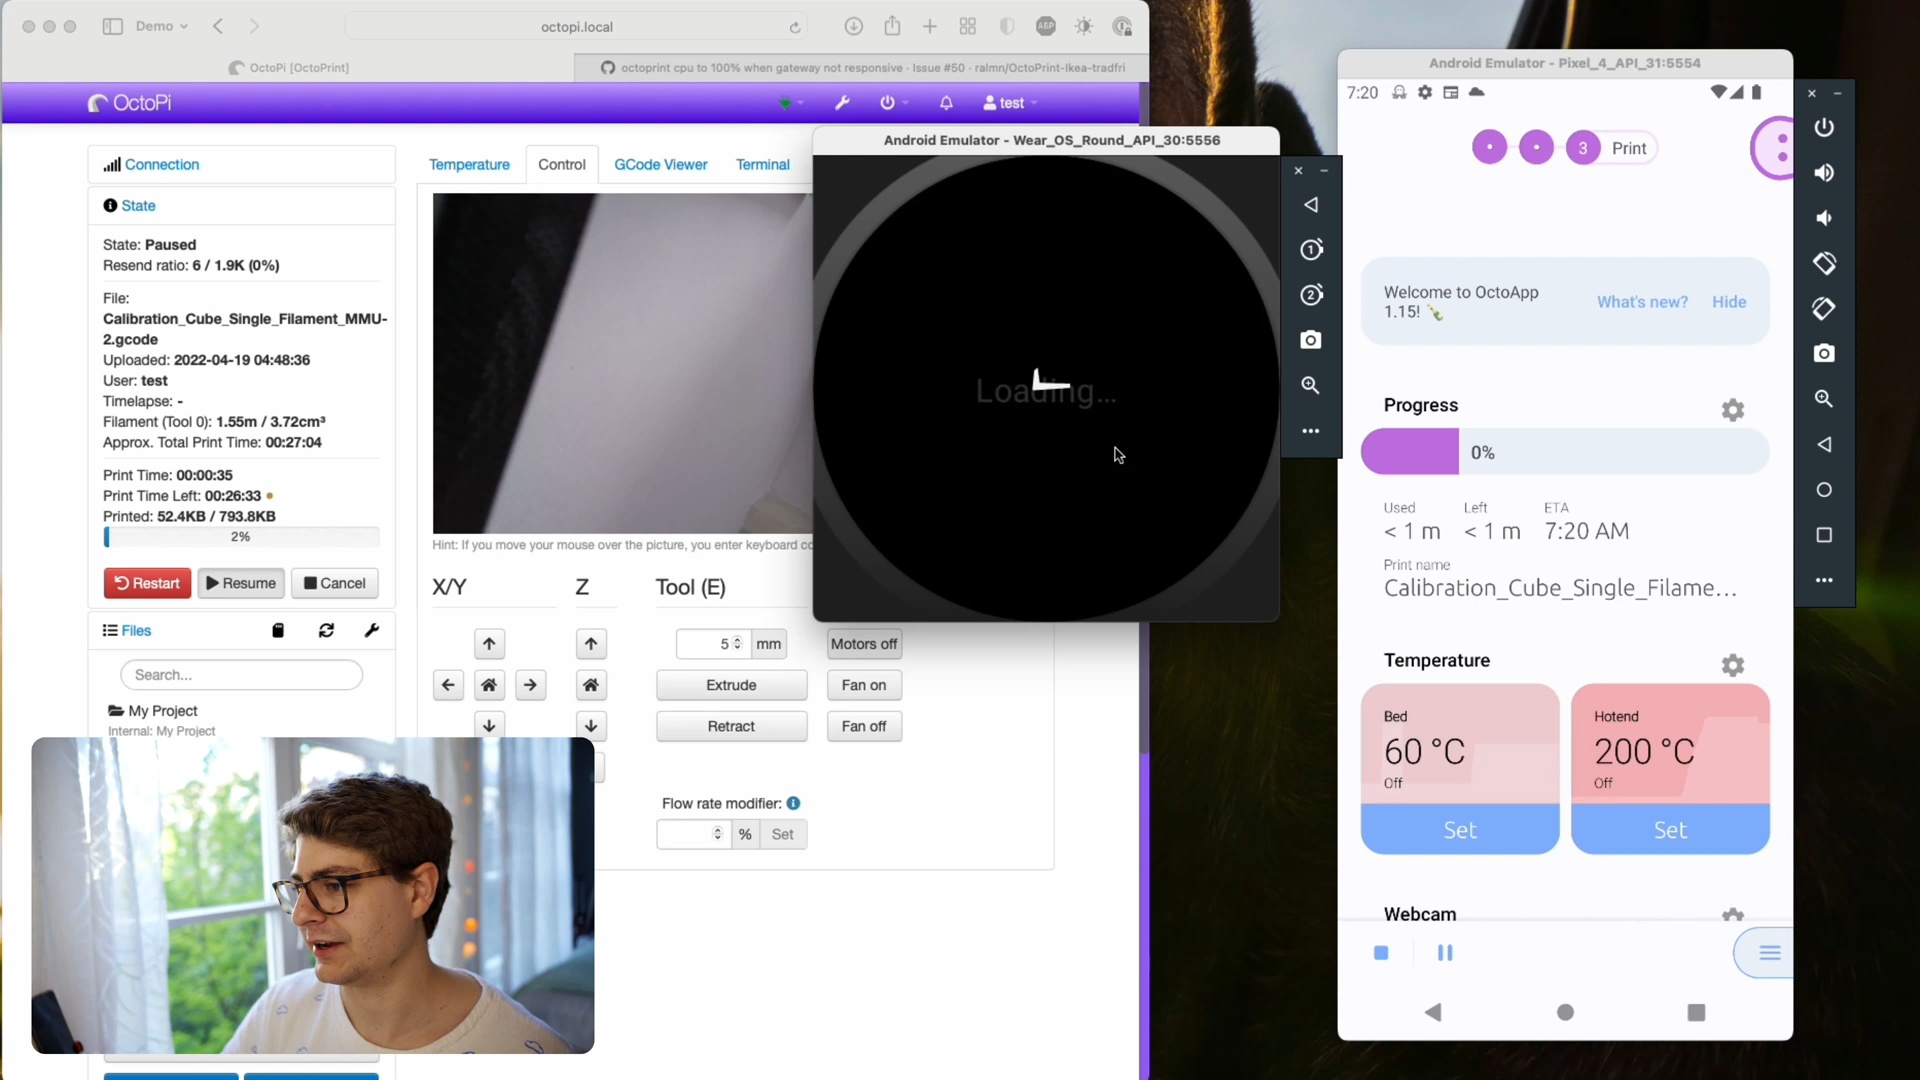 Demo
octopi.local
ABP
OctoPi [OctoPrint]
octoprint cpu to 100% when gateway not responsive · Issue #50 · ralmn/OctoPrint-Ikea-tradfri
OctoPi
test
Connection
State
State: Paused
Resend ratio: 6 / 1.9K (0%)
File:
Calibration_Cube_Single_Filament_MMU-
2.gcode
Uploaded: 2022-04-19 04:48:36
User: test
Timelapse: -
Filament (Tool 0): 1.55m / 3.72cm³
Approx. Total Print Time: 00:27:04
Print Time: 00:00:35
Print Time Left: 00:26:33
Printed: 52.4KB / 793.8KB
2%
Restart
Resume
Cancel
Files
Search...
My Project
Internal: My Project
Temperature
Control
GCode Viewer
Terminal
Hint: If you move your mouse over the picture, you enter keyboard co
X/Y
Z
Tool (E)
5
mm
Motors off
Extrude
Fan on
Retract
Fan off
Flow rate modifier:
%
Set
Android Emulator - Wear_OS_Round_API_30:5556
Loading...
1
2
Android Emulator - Pixel_4_API_31:5554
7:20
3
Print
Welcome to OctoApp
1.15!
What's new?
Hide
Progress
0%
Used
Left
ETA
< 1 m
< 1 m
7:20 AM
Print name
Calibration_Cube_Single_Filame...
Temperature
Bed
60 °C
Off
Set
Hotend
200 °C
Off
Set
Webcam